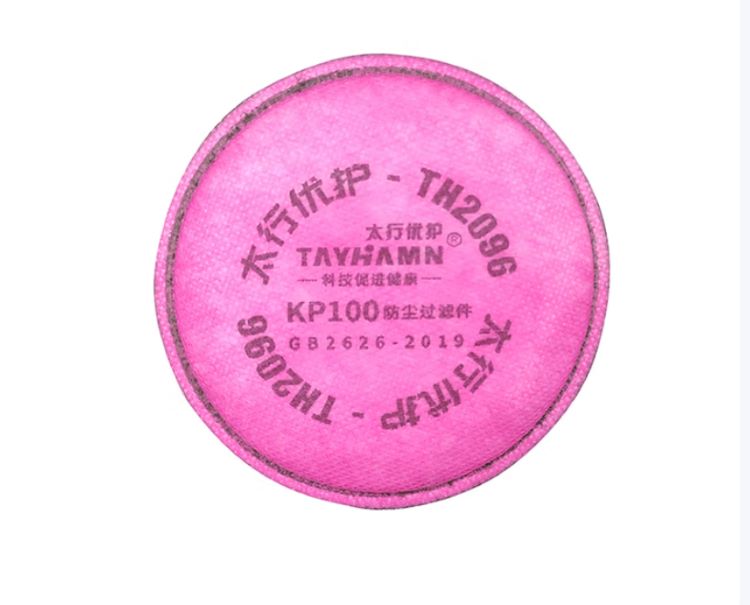 太行优护 - TH2096
太行优护®
TAYHAMN
科技促进健康
KP100防尘过滤件
GB2626-2019
太行优护 - TH2096